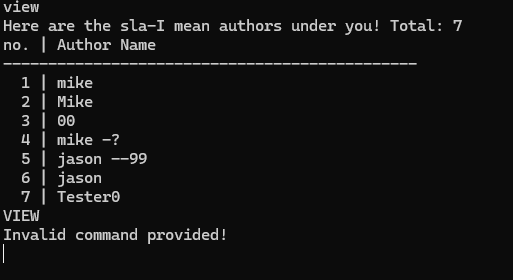 view
Here are the sla-I mean authors under you! Total: 7
no. | Author Name
----------------------------------------------
1 | mike
2 | Mike
3 | 00
4 | mike -?
5 | jason --99
6 | jason
7 | Tester0
VIEW
Invalid command provided!